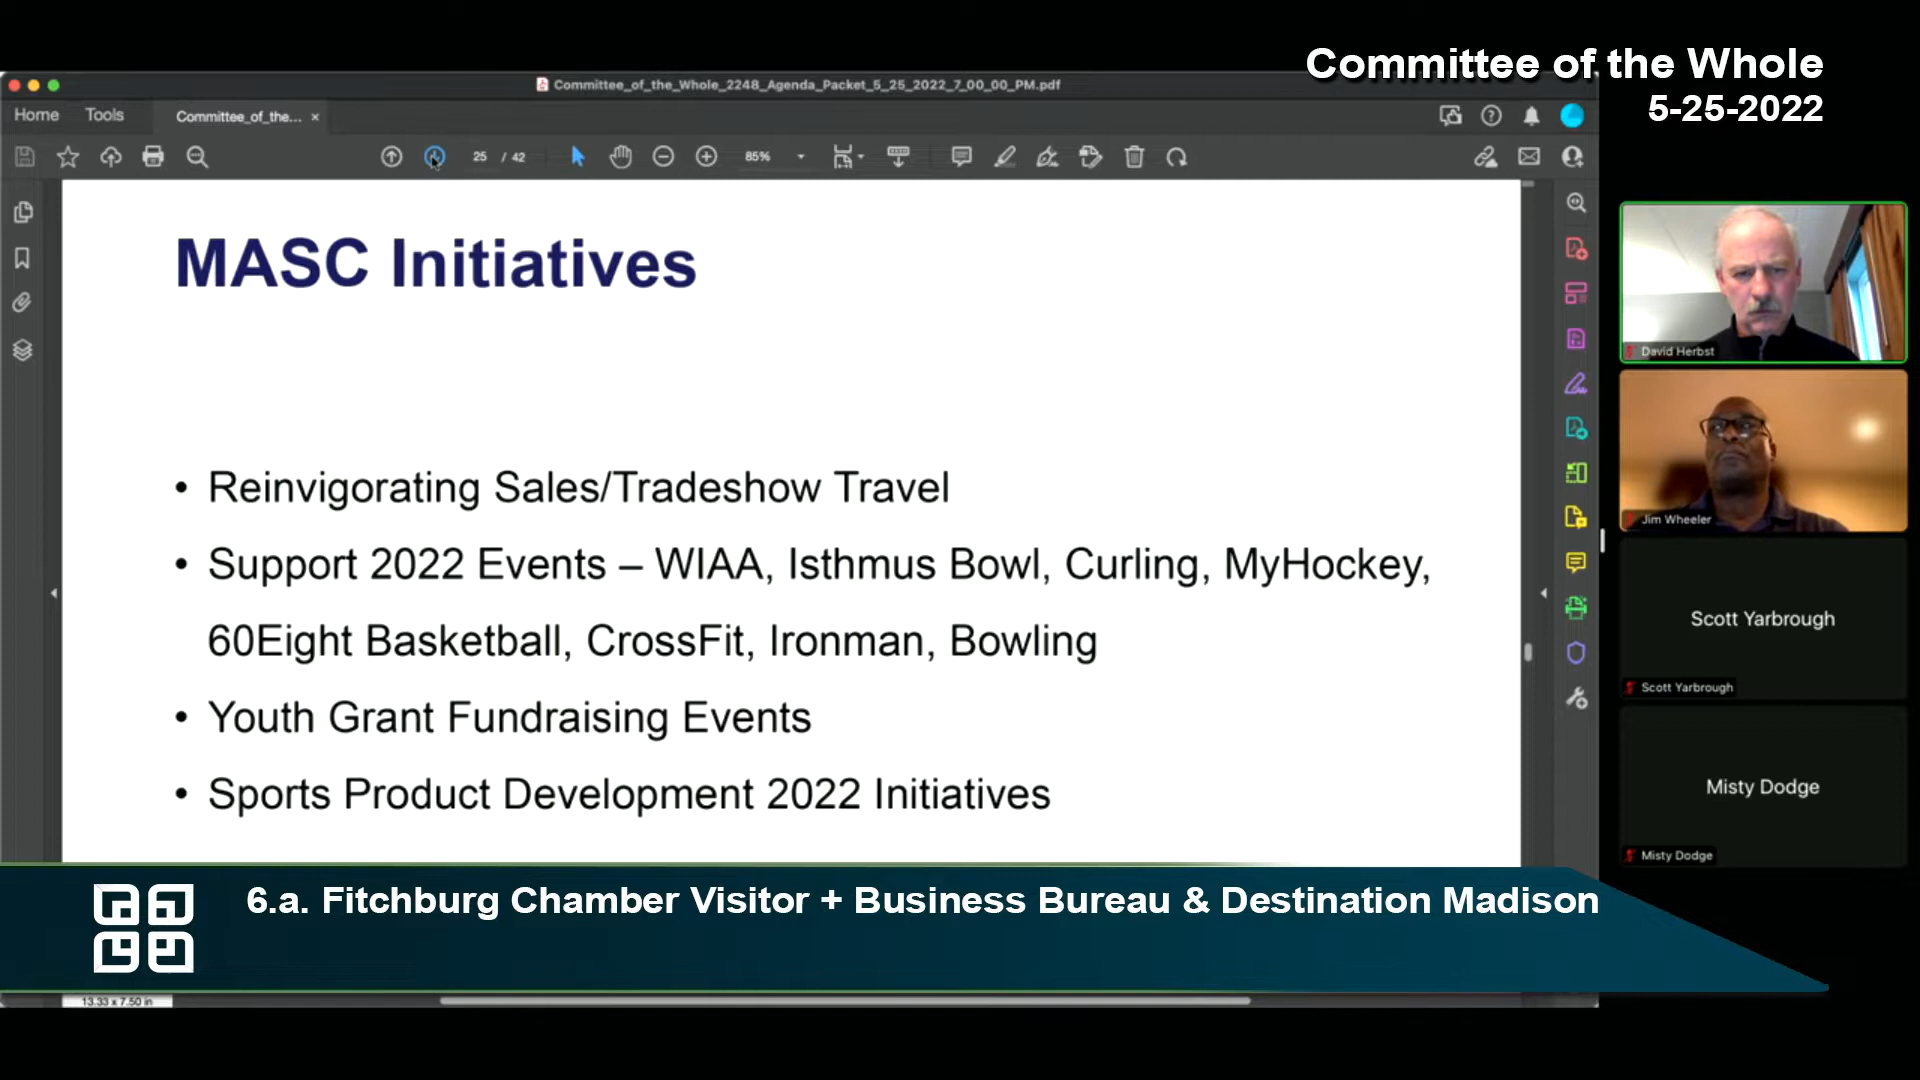 Committee of the Whole
5-25-2022
Committee_of_the_Whole_2248_Agenda_Packet_5_25_2022_7_00_00_PM.pdf
Home Tools Committee_of_the... ×
25 / 42 85%
MASC Initiatives
• Reinvigorating Sales/Tradeshow Travel
• Support 2022 Events – WIAA, Isthmus Bowl, Curling, MyHockey,
60Eight Basketball, CrossFit, Ironman, Bowling
• Youth Grant Fundraising Events
• Sports Product Development 2022 Initiatives
David Herbst
Jim Wheeler
Scott Yarbrough
Scott Yarbrough
Misty Dodge
Misty Dodge
6.a. Fitchburg Chamber Visitor + Business Bureau & Destination Madison
13.33 x 7.50 in